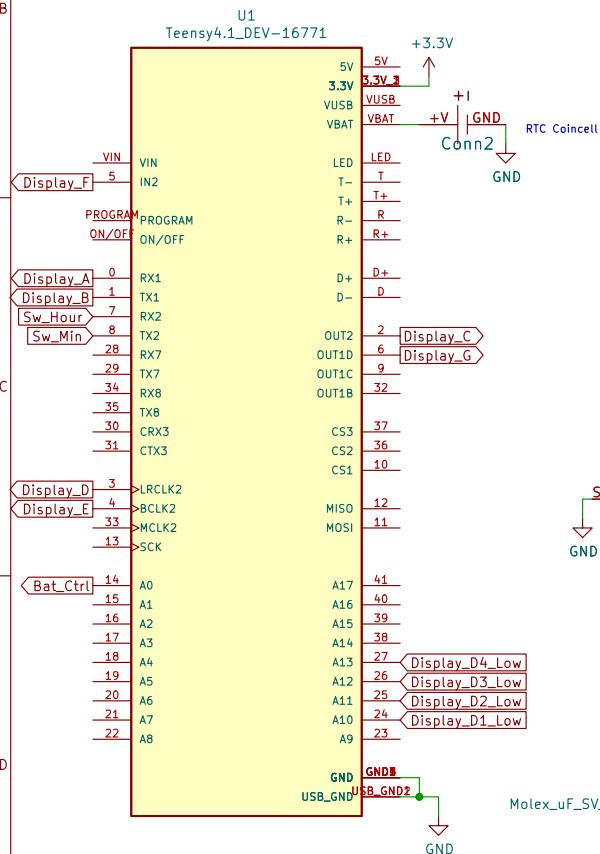 B
U1
Teensy4.1_DEV-16771
+3.3V
5V 5V
3.3V
VUSB VUSB
VBAT VBAT +V +I GND
RTC Coincell
Conn2
GND
VIN VIN LED LED
Display_F 5 IN2 T- T
T+ T+
PROGRAM PROGRAM R- R
ON/OFF ON/OFF R+ R+
Display_A 0 RX1 D+ D+
Display_B 1 TX1 D- D
Sw_Hour 7 RX2
Sw_Min 8 TX2 OUT2 2 Display_C
28 RX7 OUT1D 6 Display_G
29 TX7 OUT1C 9
C
34 RX8 OUT1B 32
35 TX8
30 CRX3 CS3 37
31 CTX3 CS2 36
CS1 10
Display_D 3 LRCLK2
Display_E 4 BCLK2 MISO 12
33 MCLK2 MOSI 11
13 SCK
GND
Bat_Ctrl 14 A0 A17 41
15 A1 A16 40
16 A2 A15 39
17 A3 A14 38
18 A4 A13 27 Display_D4_Low
19 A5 A12 26 Display_D3_Low
20 A6 A11 25 Display_D2_Low
21 A7 A10 24 Display_D1_Low
22 A8 A9 23
D
GND
USB_GND
Molex_uF_SV
GND